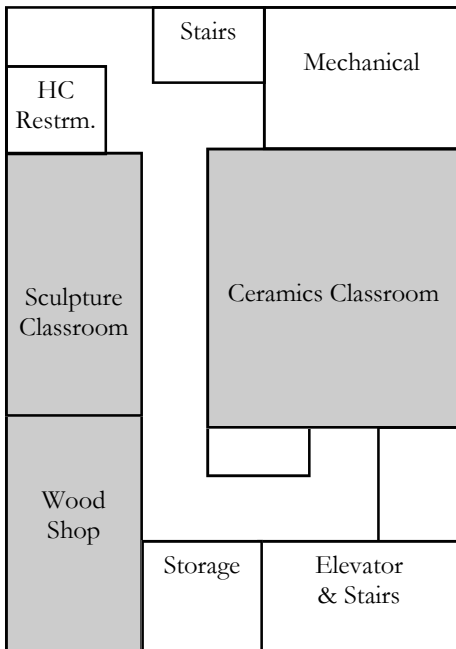 Stairs
Mechanical
HC
Restrm.
Sculpture
Classroom
Ceramics Classroom
Wood
Shop
Storage
Elevator
& Stairs